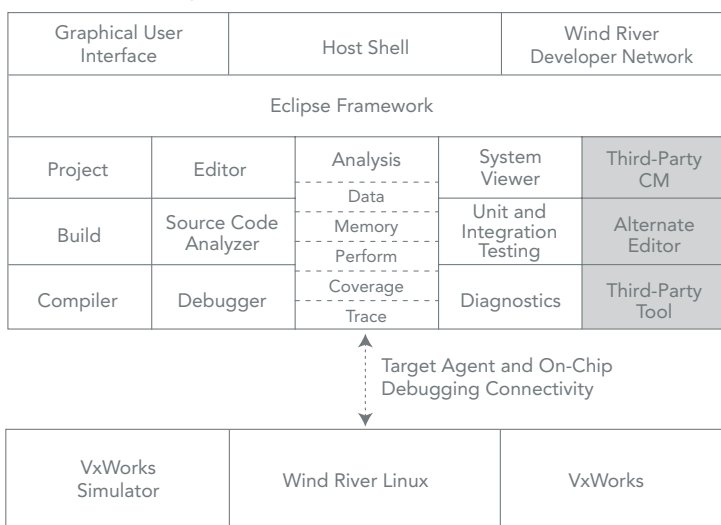 Graphical User
Interface
Host Shell
Wind River
Developer Network
Eclipse Framework
Project
Editor
Analysis
System
Viewer
Third-Party
CM
Data
Build
Source Code
Analyzer
Memory
Perform
Unit and
Integration
Testing
Alternate
Editor
Compiler
Debugger
Coverage
Trace
Diagnostics
Third-Party
Tool
Target Agent and On-Chip
Debugging Connectivity
VxWorks
Simulator
Wind River Linux
VxWorks